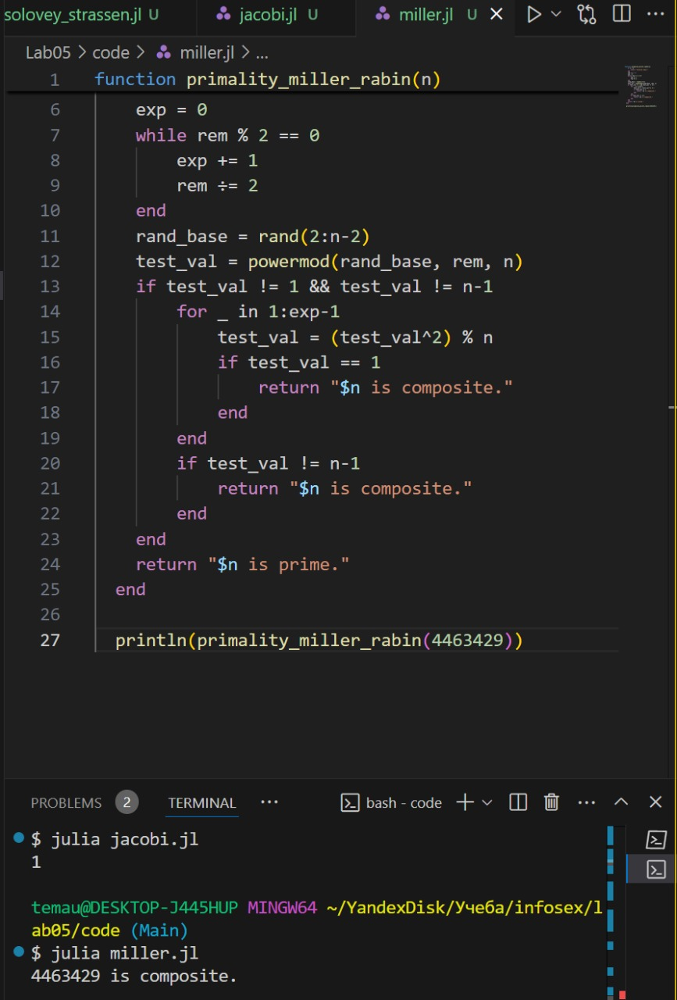 solovey_strassen.jl U jacobi.jl U miller.jl U
Lab05 > code > miller.jl > ...
1 function primality_miller_rabin(n)
6 exp = 0
7 while rem % 2 == 0
8 exp += 1
9 rem ÷= 2
10 end
11 rand_base = rand(2:n-2)
12 test_val = powermod(rand_base, rem, n)
13 if test_val != 1 && test_val != n-1
14 for _ in 1:exp-1
15 test_val = (test_val^2) % n
16 if test_val == 1
17 return "$n is composite."
18 end
19 end
20 if test_val != n-1
21 return "$n is composite."
22 end
23 end
24 return "$n is prime."
25 end
26
27 println(primality_miller_rabin(4463429))
PROBLEMS 2 TERMINAL ... bash - code
$ julia jacobi.jl
1
temau@DESKTOP-J445HUP MINGW64 ~/YandexDisk/Учеба/infosex/l
ab05/code (Main)
$ julia miller.jl
4463429 is composite.